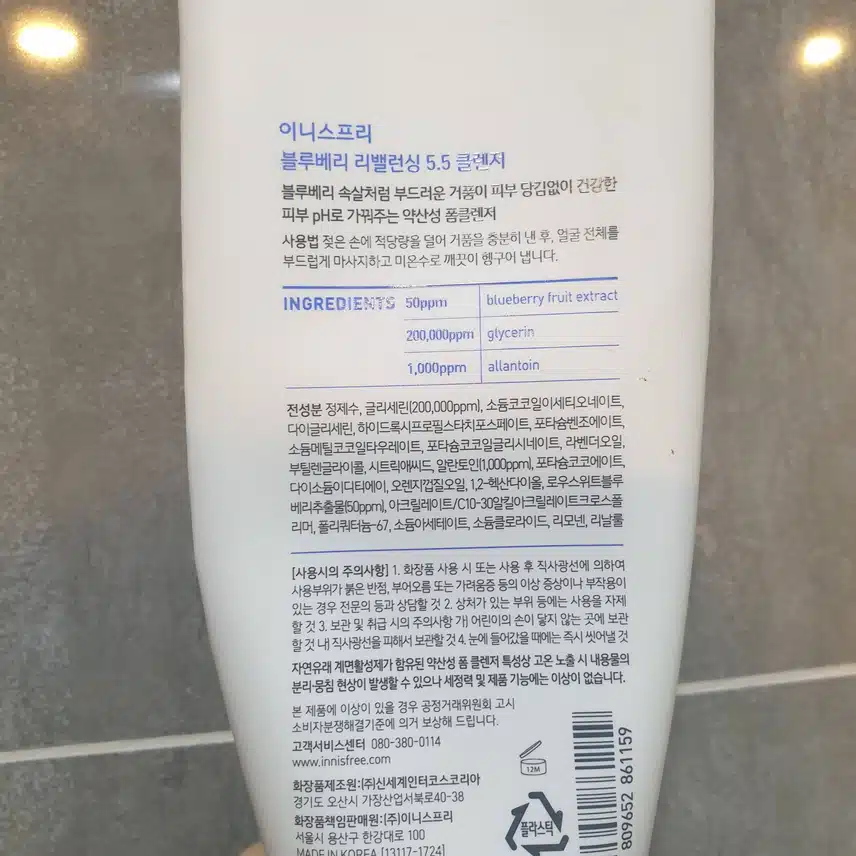 이니스프리
블루베리 리밸런싱 5.5 클렌저
블루베리 속살처럼 부드러운 거품이 피부 당김없이 건강한
피부 pH로 가꿔주는 약산성 폼클렌저
사용법 젖은 손에 적당량을 덜어 거품을 충분히 낸 후, 얼굴 전체를
부드럽게 마사지하고 미온수로 깨끗이 헹구어 냅니다.
INGREDIENTS 50ppm blueberry fruit extract
200,000ppm glycerin
1,000ppm allantoin
전성분 정제수, 글리세린(200,000ppm), 소듐코코일이세티오네이트,
다이글리세린, 하이드록시프로필스타치포스페이트, 포타슘벤조에이트,
소듐메틸코코일타우레이트, 포타슘코코일글리시네이트, 라벤더오일,
부틸렌글라이콜, 시트릭애씨드, 알란토인(1,000ppm), 포타슘코코에이트,
다이소듐이디티에이, 오렌지껍질오일, 1,2-헥산다이올, 로우스위트블루
베리추출물(50ppm), 아크릴레이트/C10-30알킬아크릴레이트크로스폴
리머, 폴리쿼터늄-67, 소듐아세테이트, 소듐클로라이드, 리모넨, 리날룰
[사용시의 주의사항] 1. 화장품 사용 시 또는 사용 후 직사광선에 의하여
사용부위가 붉은 반점, 부어오름 또는 가려움증 등의 이상 증상이나 부작용이
있는 경우 전문의 등과 상담할 것 2. 상처가 있는 부위 등에는 사용을 자제
할 것 3. 보관 및 취급 시의 주의사항 가) 어린이의 손이 닿지 않는 곳에 보관
할 것 나) 직사광선을 피해서 보관할 것 4. 눈에 들어갔을 때에는 즉시 씻어낼 것
자연유래 계면활성제가 함유된 약산성 폼 클렌저 특성상 고온 노출 시 내용물의
분리·뭉침 현상이 발생할 수 있으나 세정력 및 제품 기능에는 이상이 없습니다.
본 제품에 이상이 있을 경우 공정거래위원회 고시
소비자분쟁해결기준에 의거 보상해 드립니다.
고객서비스센터 080-380-0114
www.innisfree.com
12M
화장품제조원:(주)신세계인터코스코리아
경기도 오산시 가장산업서북로40-38
화장품책임판매원: (주)이니스프리
서울시 용산구 한강대로 100
MADE IN KOREA [13117-1724]
플라스틱
809652 861159